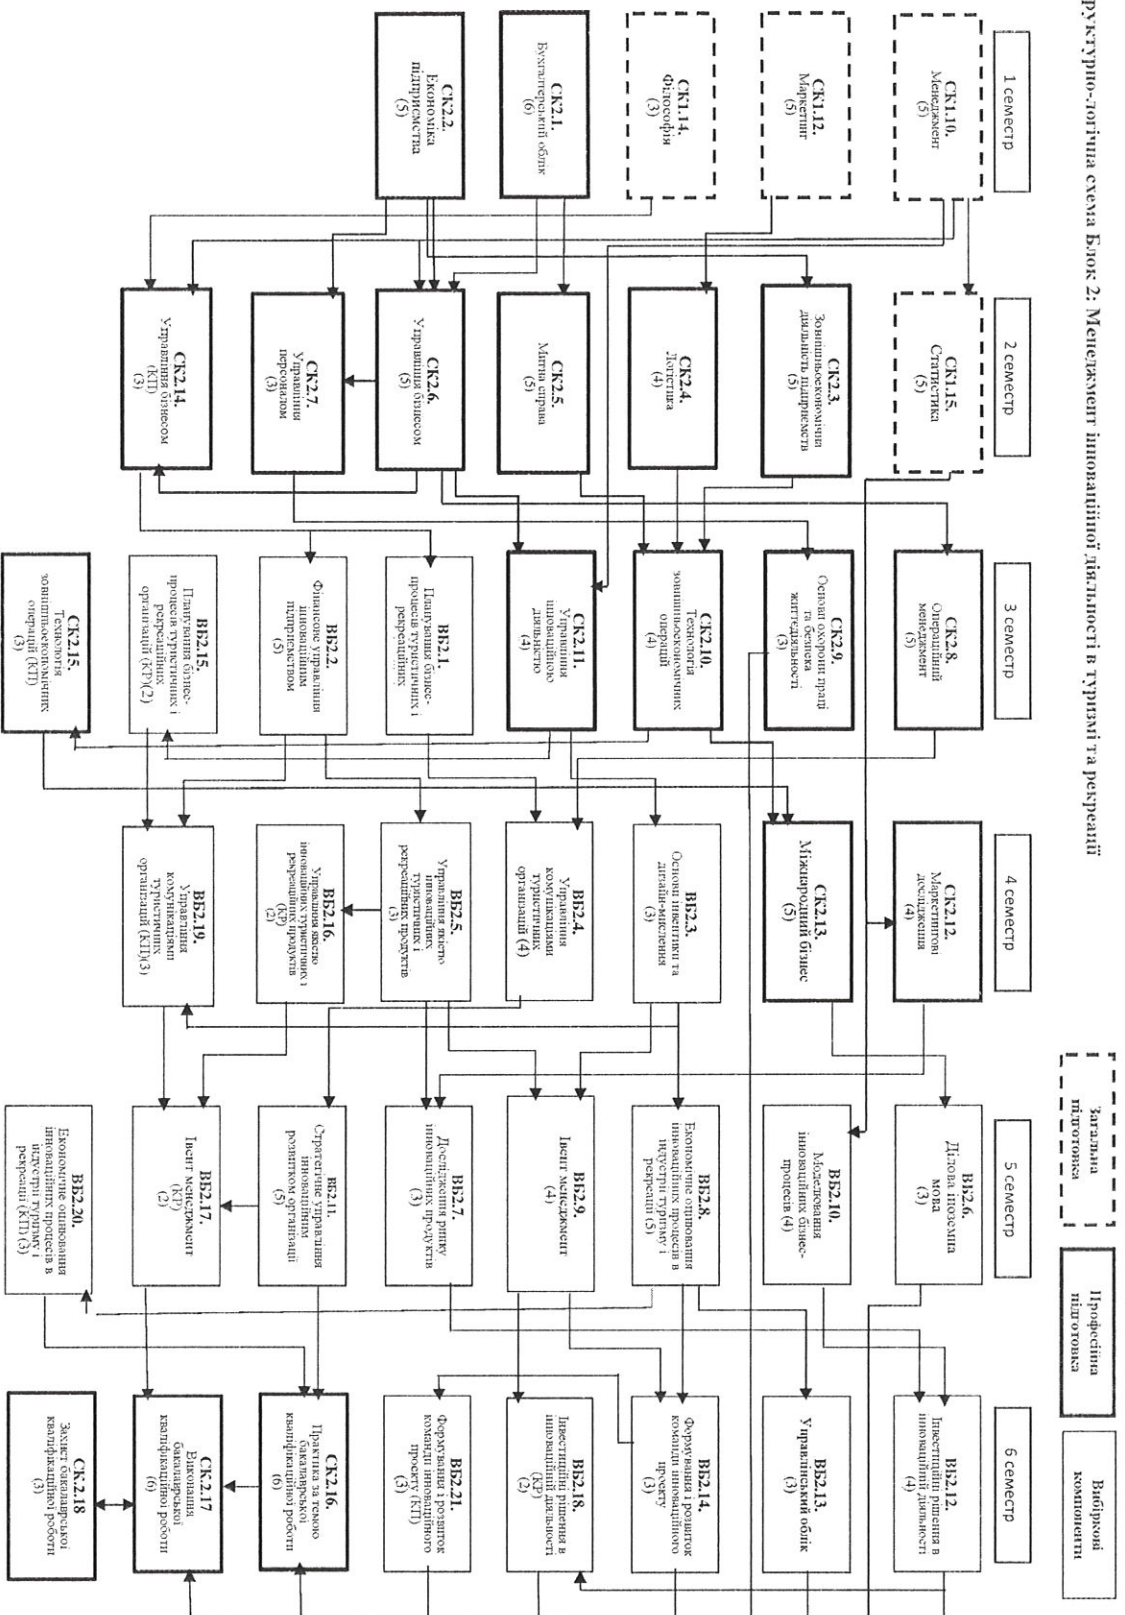 руктурно-логічна схема Блок 2: Менеджмент інноваційної діяльності в туризмі та рекреації
Загальна
підготовка
Професійна
підготовка
Вибіркові
компоненти
1 семестр
2 семестр
3 семестр
4 семестр
5 семестр
6 семестр
СК1.10.
Менеджмент
(5)
СК1.12.
Маркетинг
(5)
СК1.14.
Філософія
(3)
СК2.1.
Бухгалтерський облік
(6)
СК2.2.
Економіка
підприємства
(5)
СК1.15.
Статистика
(5)
СК2.3.
Зовнішньоекономічна
діяльність підприємств
(5)
СК2.4.
Логістика
(4)
СК2.5.
Митна справа
(5)
СК2.6.
Управління бізнесом
(5)
СК2.7.
Управління
персоналом
(3)
СК2.14.
Управління бізнесом
(КП)
(3)
СК2.8.
Операційний
менеджмент
(5)
СК2.9.
Основи охорони праці
та безпека
життєдіяльності
(3)
СК2.10.
Технологія
зовнішньоекономічних
операцій
(4)
СК2.11.
Управління
інноваційною
діяльністю
(4)
ВБ2.1.
Планування бізнес-
процесів туристичних і
рекреаційних
ВБ2.2.
Фінансове управління
інноваційним
підприємством
(5)
ВБ2.15.
Планування бізнес-
процесів туристичних і
рекреаційних
організацій (КР)(2)
СК2.15.
Технологія
зовнішньоекономічних
операцій (КП)
(3)
СК2.12.
Маркетингові
дослідження
(4)
СК2.13.
Міжнародний бізнес
(5)
ВБ2.3.
Основи інвентики та
дизайн-мислення
(3)
ВБ2.4.
Управління
комунікаціями
туристичних
організацій (4)
ВБ2.5.
Управління якістю
інноваційних
туристичних і
рекреаційних продуктів
(3)
ВБ2.16.
Управління якістю
інноваційних туристичних і
рекреаційних продуктів
(КР)
(2)
ВБ2.19.
Управління
комунікаціями
туристичних
організацій (КП)(3)
ВБ2.6.
Ділова іноземна
мова
(3)
ВБ2.10.
Моделювання
інноваційних бізнес-
процесів (4)
ВБ2.8.
Економічне оцінювання
інноваційних процесів в
індустрії туризму і
рекреації (5)
ВБ2.9.
Івент менеджмент
(4)
ВБ2.7.
Дослідження ринку
інноваційних продуктів
(3)
ВБ2.11.
Стратегічне управління
інноваційним
розвитком організації
(5)
ВБ2.17.
Івент менеджмент
(КР)
(2)
ВБ2.20.
Економічне оцінювання
інноваційних процесів в
індустрії туризму і
рекреації (КП) (3)
ВБ2.12.
Інвестиційні рішення в
інноваційній діяльності
(4)
ВБ2.13.
Управлінський облік
(3)
ВБ2.14.
Формування і розвиток
команди інноваційного
проекту
(3)
ВБ2.18.
Інвестиційні рішення в
інноваційній діяльності
(КР)
(2)
ВБ2.21.
Формування і розвиток
команди інноваційного
проекту (КП)
(3)
СК2.16.
Практика за темою
бакалаврської
кваліфікаційної роботи
(6)
СК2.17
Виконання
бакалаврської
кваліфікаційної роботи
(6)
СК.2.18
Захист бакалаврської
кваліфікаційної роботи
(3)